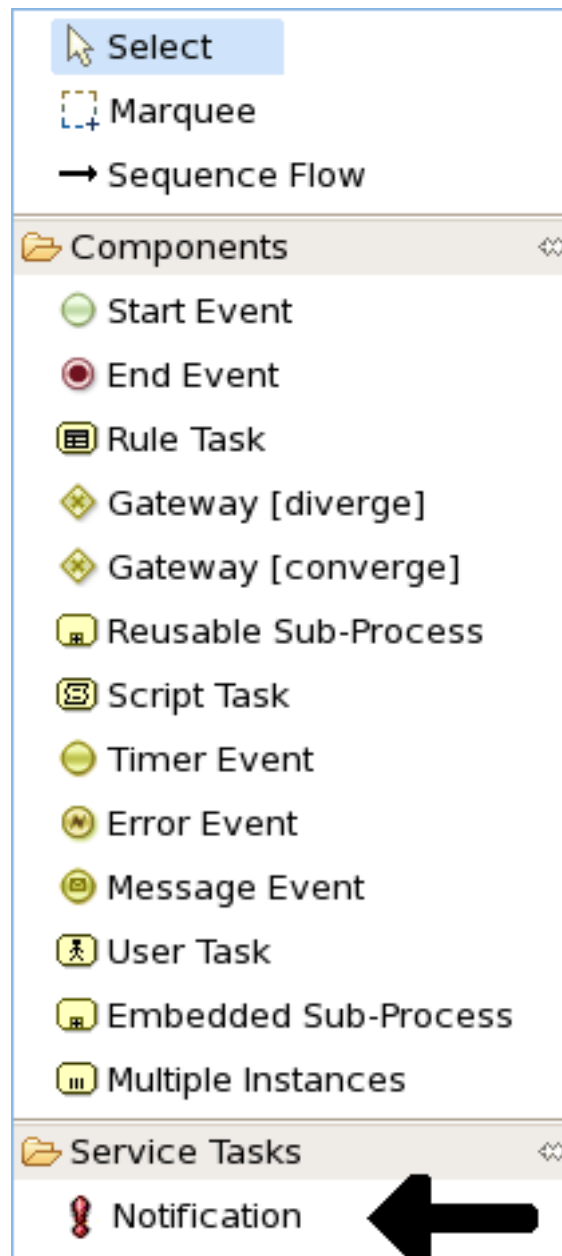 Select
Marquee
Sequence Flow
Components
Start Event
End Event
Rule Task
Gateway [diverge]
Gateway [converge]
Reusable Sub-Process
Script Task
Timer Event
Error Event
Message Event
User Task
Embedded Sub-Process
Multiple Instances
Service Tasks
Notification